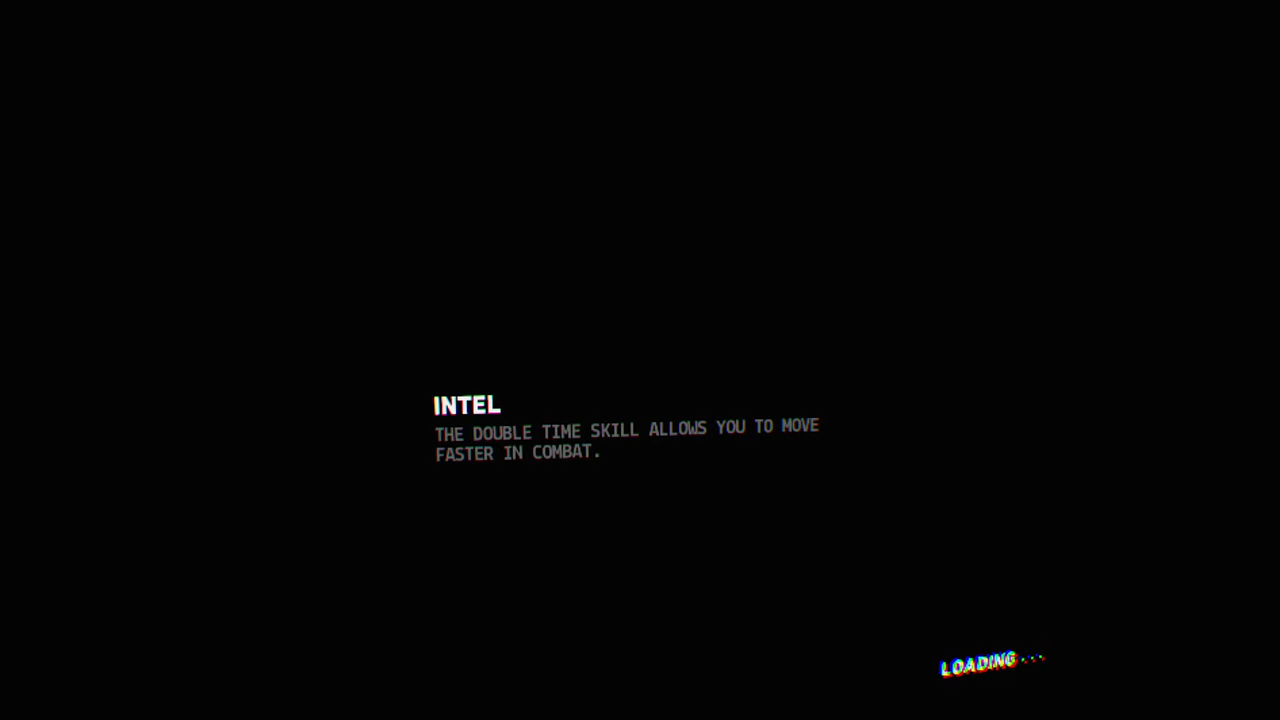 INTEL
THE DOUBLE TIME SKILL ALLOWS YOU TO MOVE
FASTER IN COMBAT.
LOADING...